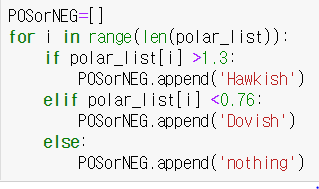 POSorNEG=[]
for i in range(len(polar_list)):
    if polar_list[i] >1.3:
        POSorNEG.append('Hawkish')
    elif polar_list[i] <0.76:
        POSorNEG.append('Dovish')
    else:
        POSorNEG.append('nothing')